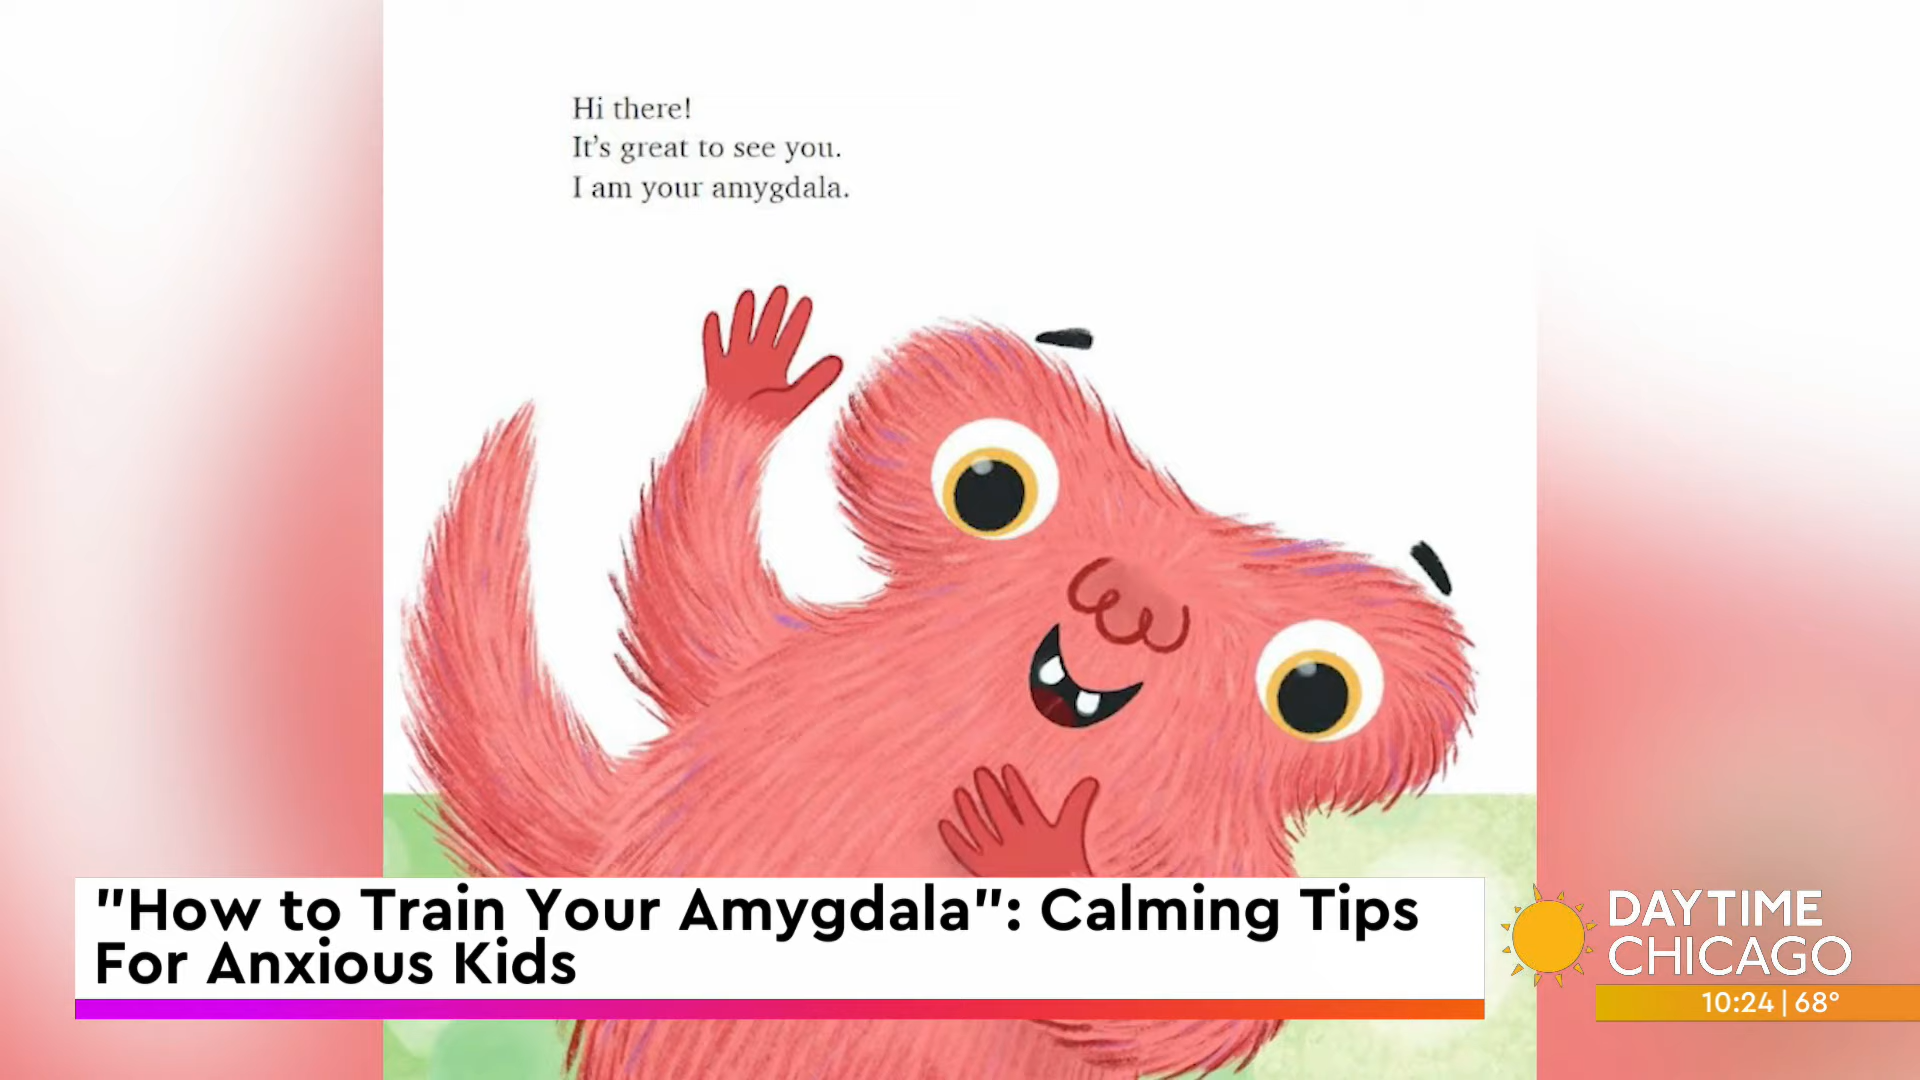 Hi there!
It’s great to see you.
I am your amygdala.
"How to Train Your Amygdala": Calming Tips
For Anxious Kids
DAYTIME
CHICAGO
10:24 | 68°